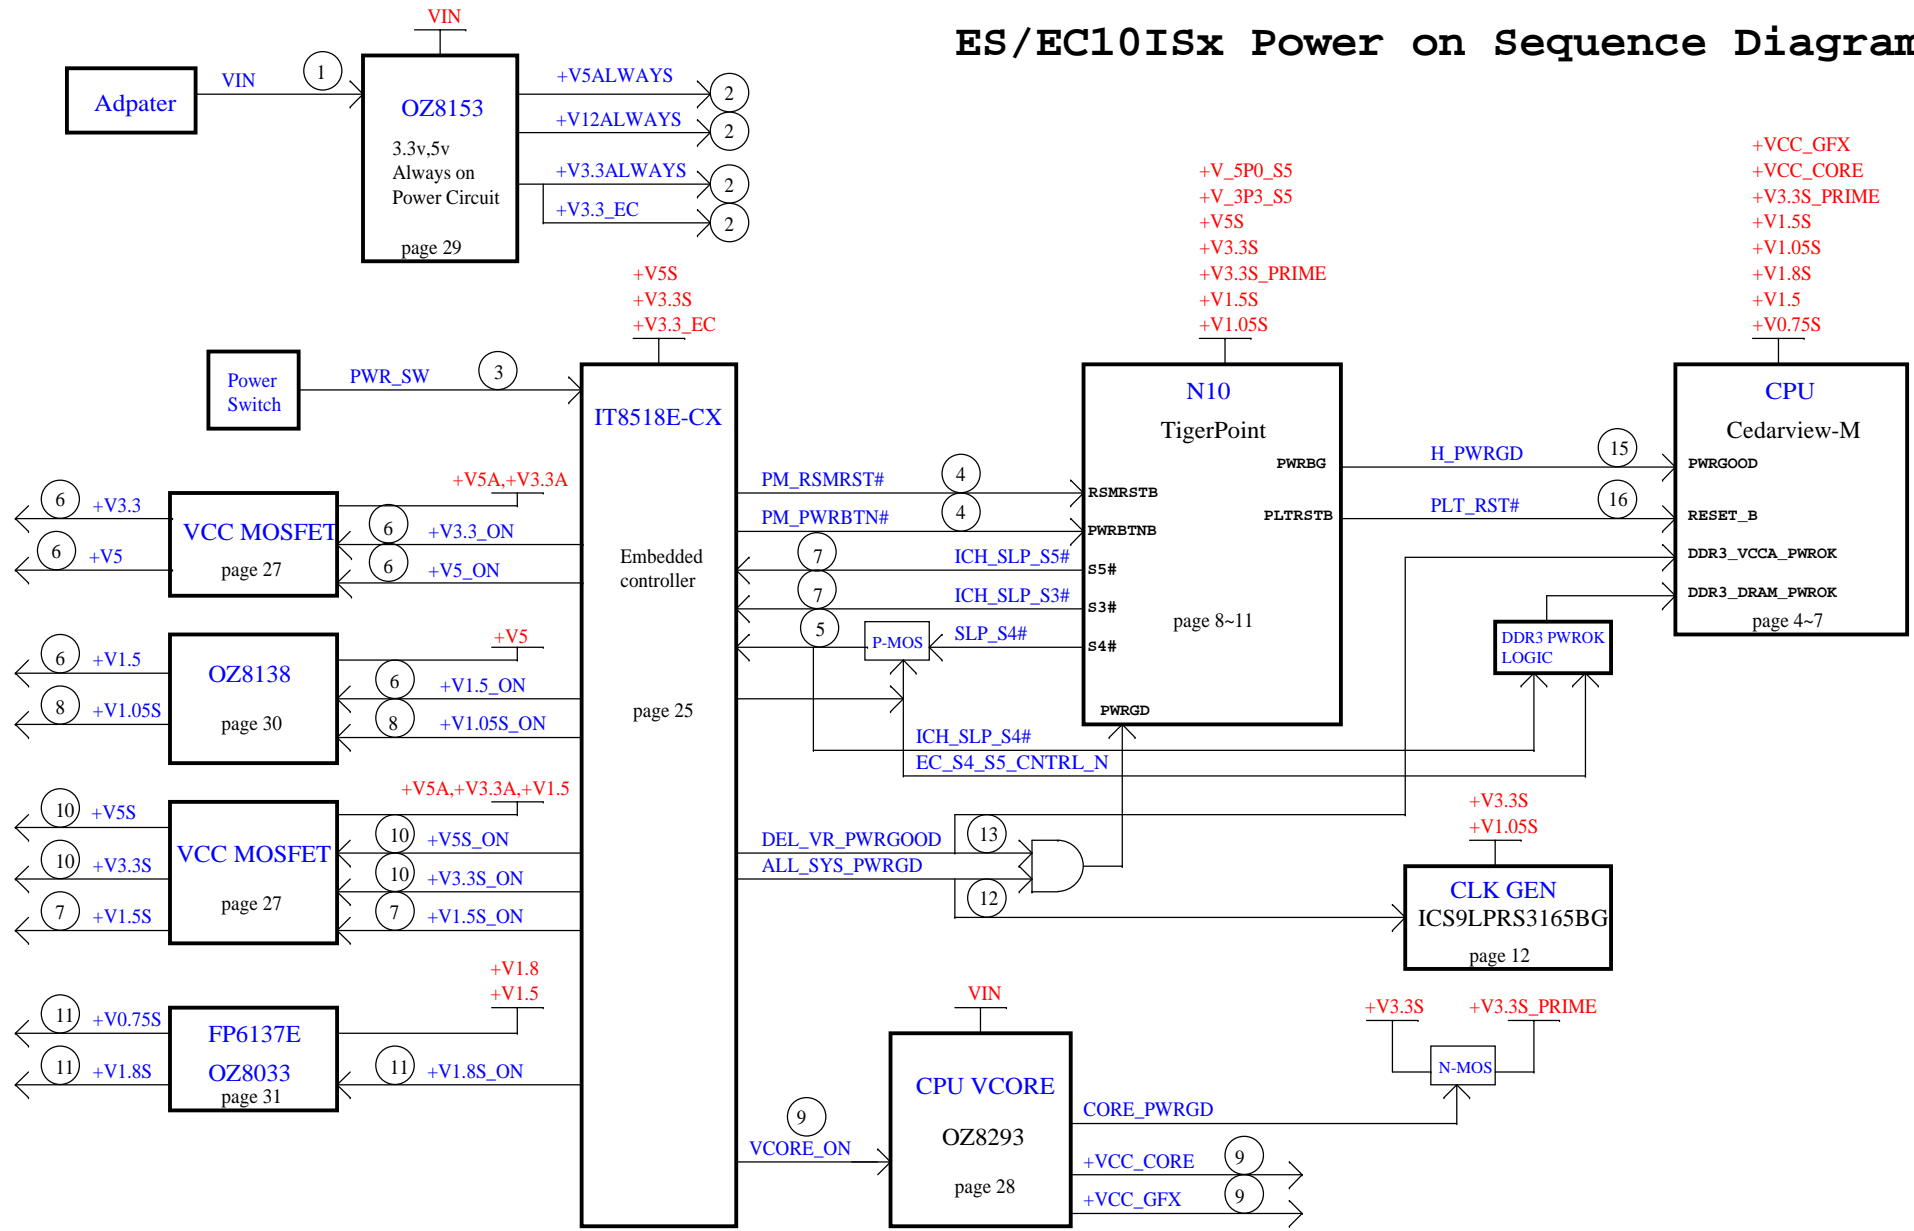 ES/EC10ISx Power on Sequence Diagram
VIN
Adpater
VIN
1
OZ8153
3.3v,5v
Always on
Power Circuit
page 29
+V5ALWAYS
2
+V12ALWAYS
2
+V3.3ALWAYS
2
+V3.3_EC
2
Power
Switch
PWR_SW
3
+V5S
+V3.3S
+V3.3_EC
IT8518E-CX
Embedded
controller
page 25
6
+V3.3
6
+V5
VCC MOSFET
page 27
+V5A,+V3.3A
6
+V3.3_ON
6
+V5_ON
6
+V1.5
8
+V1.05S
OZ8138
page 30
+V5
6
+V1.5_ON
8
+V1.05S_ON
10
+V5S
10
+V3.3S
7
+V1.5S
VCC MOSFET
page 27
+V5A,+V3.3A,+V1.5
10
+V5S_ON
10
+V3.3S_ON
7
+V1.5S_ON
11
+V0.75S
11
+V1.8S
FP6137E
OZ8033
page 31
+V1.8
+V1.5
11
+V1.8S_ON
PM_RSMRST#
4
PM_PWRBTN#
4
7
ICH_SLP_S5#
7
ICH_SLP_S3#
5
P-MOS
SLP_S4#
ICH_SLP_S4#
EC_S4_S5_CNTRL_N
DEL_VR_PWRGOOD
13
ALL_SYS_PWRGD
12
+V_5P0_S5
+V_3P3_S5
+V5S
+V3.3S
+V3.3S_PRIME
+V1.5S
+V1.05S
N10
TigerPoint
PWRBG
RSMRSTB
PLTRSTB
PWRBTNB
S5#
S3#
S4#
page 8~11
PWRGD
H_PWRGD
15
PLT_RST#
16
+VCC_GFX
+VCC_CORE
+V3.3S_PRIME
+V1.5S
+V1.05S
+V1.8S
+V1.5
+V0.75S
CPU
Cedarview-M
PWRGOOD
RESET_B
DDR3_VCCA_PWROK
DDR3_DRAM_PWROK
page 4~7
DDR3 PWROK
LOGIC
+V3.3S
+V1.05S
CLK GEN
ICS9LPRS3165BG
page 12
9
VCORE_ON
VIN
CPU VCORE
OZ8293
page 28
CORE_PWRGD
+VCC_CORE
9
+VCC_GFX
9
+V3.3S
+V3.3S_PRIME
N-MOS